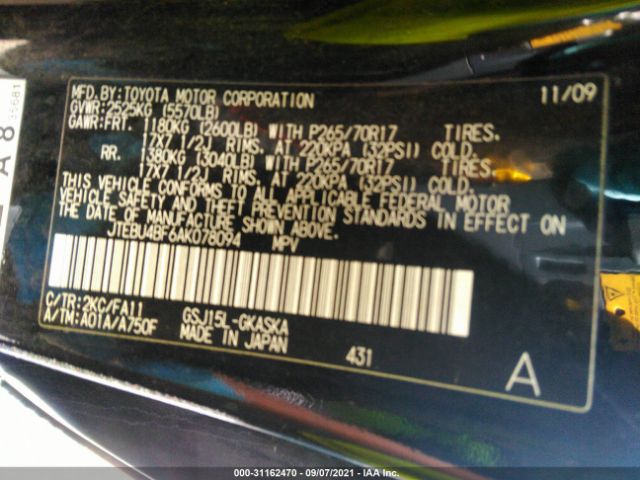 MFD.BY:TOYOTA MOTOR CORPORATION 11/09
GVWR:2525KG (5570LB)
GAWR:FRT. 1180KG (2600LB) WITH P265/70R17 TIRES.
17X7 1/2J RIMS. AT 220KPA (32PSI) COLD.
RR. 1380KG (3040LB) WITH P265/70R17 TIRES.
17X7 1/2J RIMS. AT 220KPA (32PSI) COLD.
THIS VEHICLE CONFORMS TO ALL APPLICABLE FEDERAL MOTOR
VEHICLE SAFETY AND THEFT PREVENTION STANDARDS IN EFFECT ON
THE DATE OF MANUFACTURE SHOWN ABOVE.
JTEBU4BF6AK078094 MPV
C/TR:2KC/FA11 GSJ15L-GKASKA
A/TM:A01A/A750F MADE IN JAPAN 431
A
A8
35681
000-31162470 - 09/07/2021 - IAA Inc.